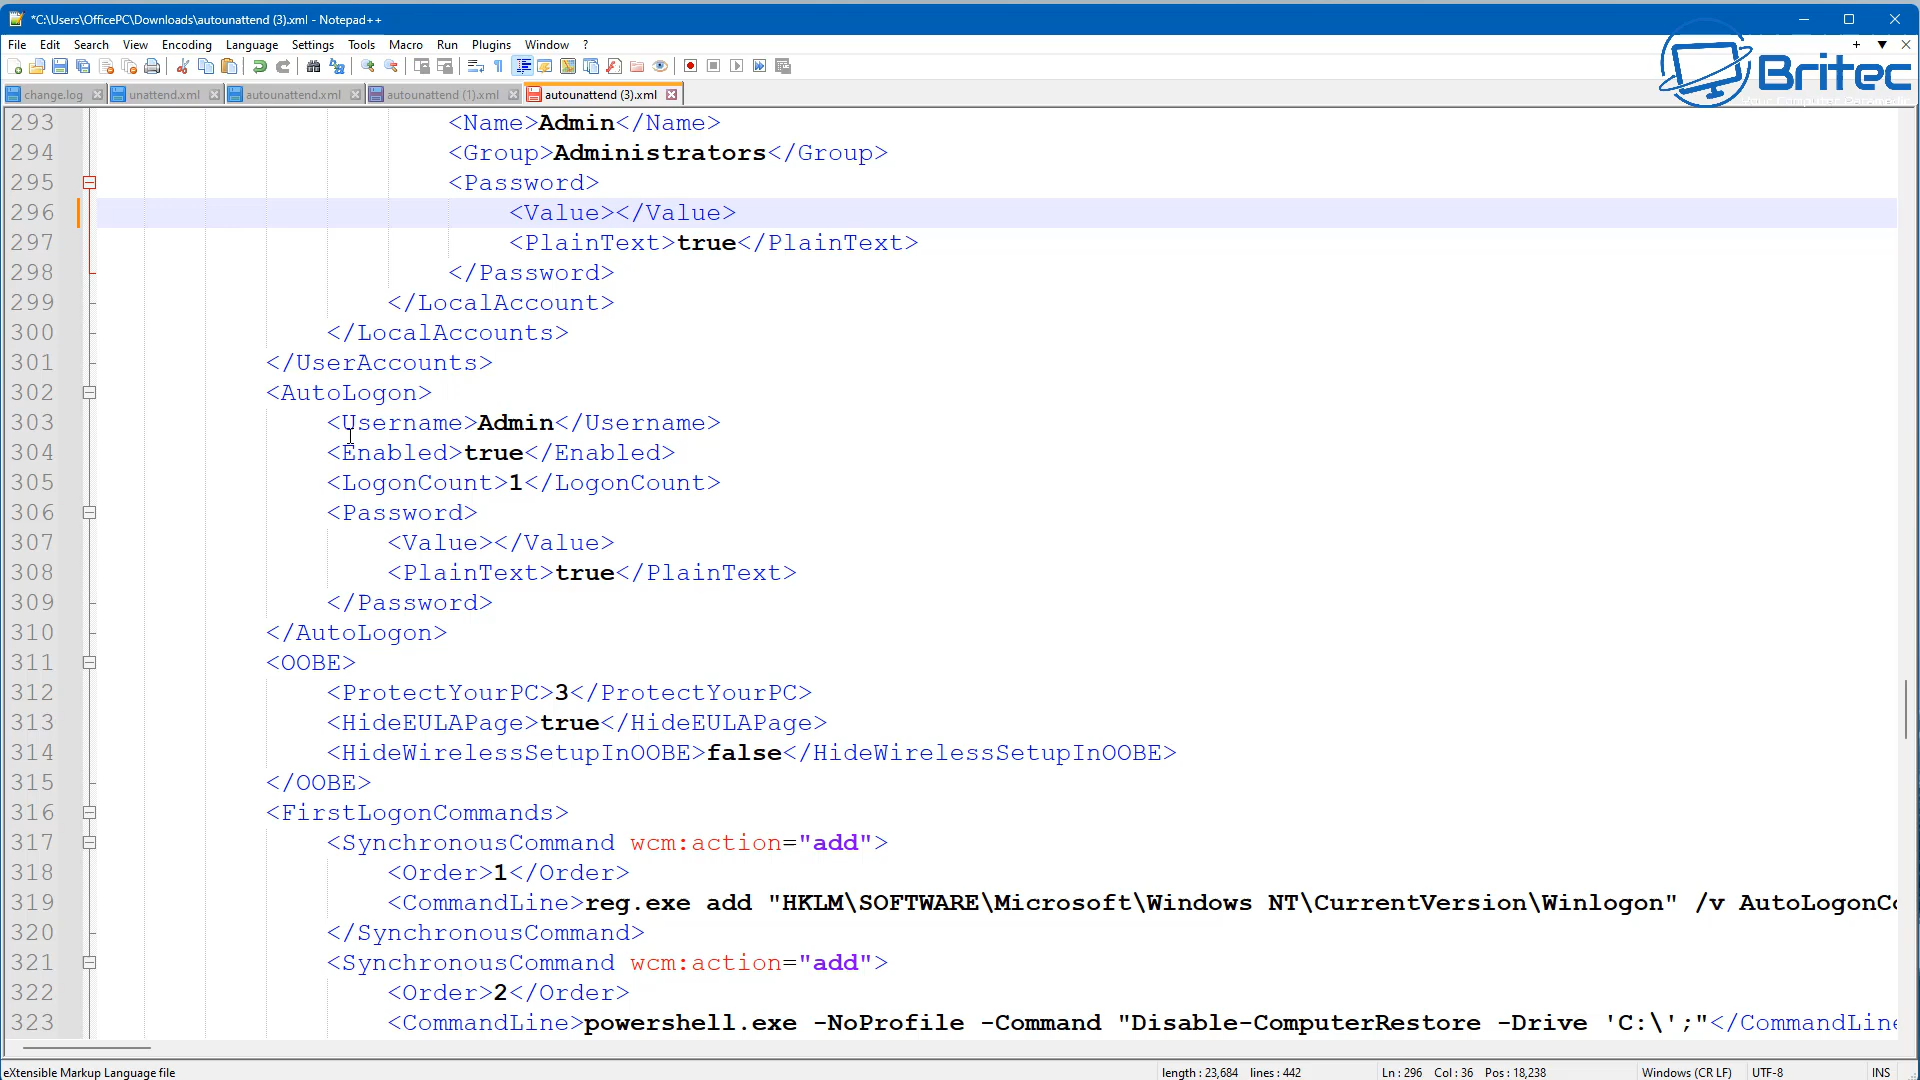 *C:\Users\OfficePC\Downloads\autounattend (3).xml - Notepad++
File Edit Search View Encoding Language Settings Tools Macro Run Plugins Window ?
Britec
change.log unattend.xml autounattend.xml autounattend (1).xml autounattend (3).xml
293 <Name>Admin</Name>
294 <Group>Administrators</Group>
295 <Password>
296 <Value></Value>
297 <PlainText>true</PlainText>
298 </Password>
299 </LocalAccount>
300 </LocalAccounts>
301 </UserAccounts>
302 <AutoLogon>
303 <Username>Admin</Username>
304 <Enabled>true</Enabled>
305 <LogonCount>1</LogonCount>
306 <Password>
307 <Value></Value>
308 <PlainText>true</PlainText>
309 </Password>
310 </AutoLogon>
311 <OOBE>
312 <ProtectYourPC>3</ProtectYourPC>
313 <HideEULAPage>true</HideEULAPage>
314 <HideWirelessSetupInOOBE>false</HideWirelessSetupInOOBE>
315 </OOBE>
316 <FirstLogonCommands>
317 <SynchronousCommand wcm:action="add">
318 <Order>1</Order>
319 <CommandLine>reg.exe add "HKLM\SOFTWARE\Microsoft\Windows NT\CurrentVersion\Winlogon" /v AutoLogonCo
320 </SynchronousCommand>
321 <SynchronousCommand wcm:action="add">
322 <Order>2</Order>
323 <CommandLine>powershell.exe -NoProfile -Command "Disable-ComputerRestore -Drive 'C:\';"</CommandLine
eXtensible Markup Language file length : 23,684 lines : 442 Ln : 296 Col : 36 Pos : 18,238 Windows (CR LF) UTF-8 INS